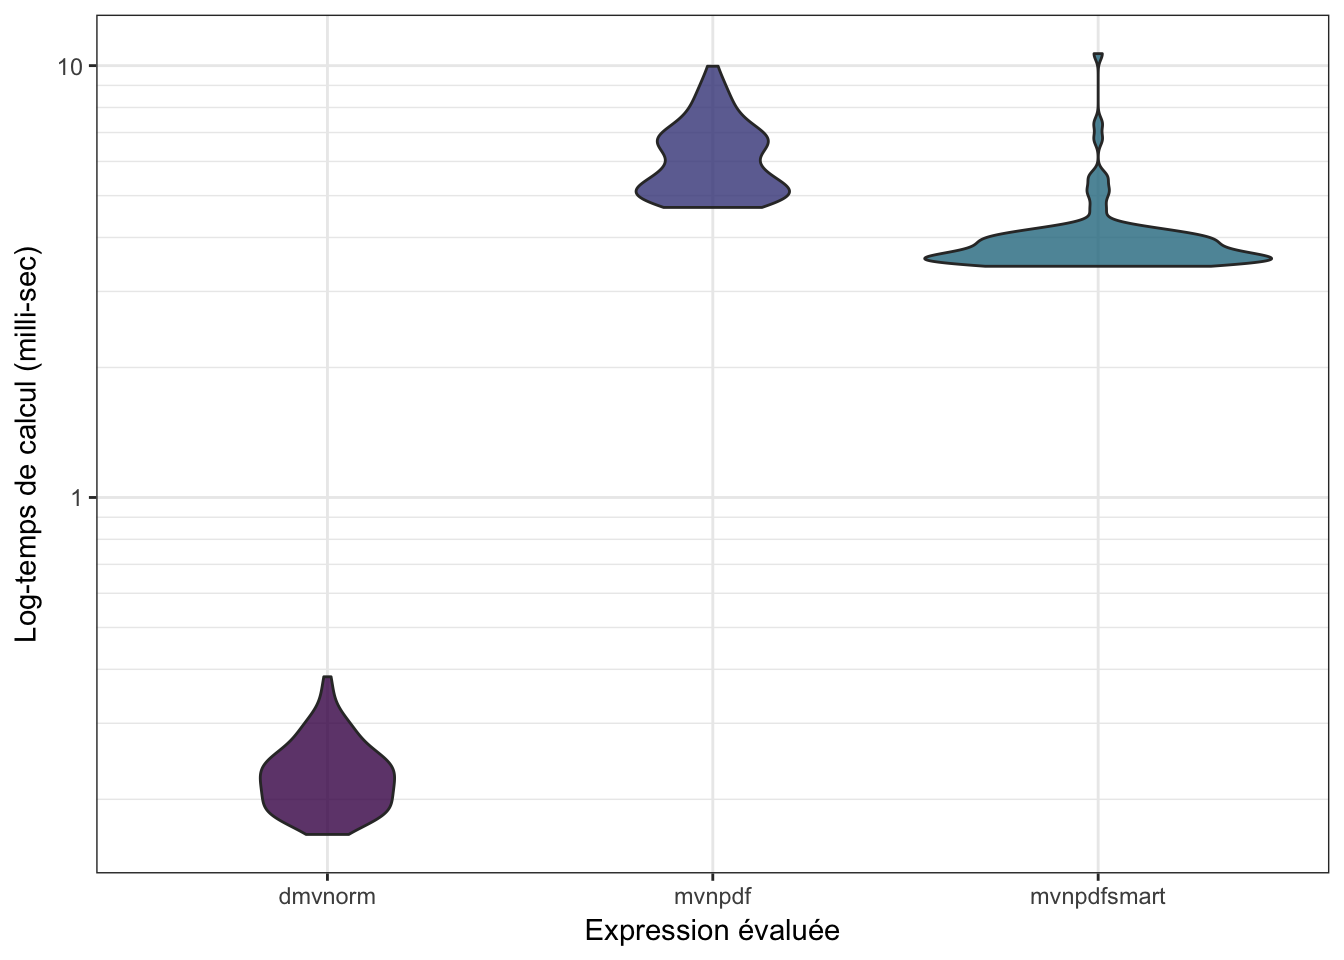 Log-temps de calcul (milli-sec)
10
1
dmvnorm
mvnpdf
mvnpdfsmart
Expression évaluée